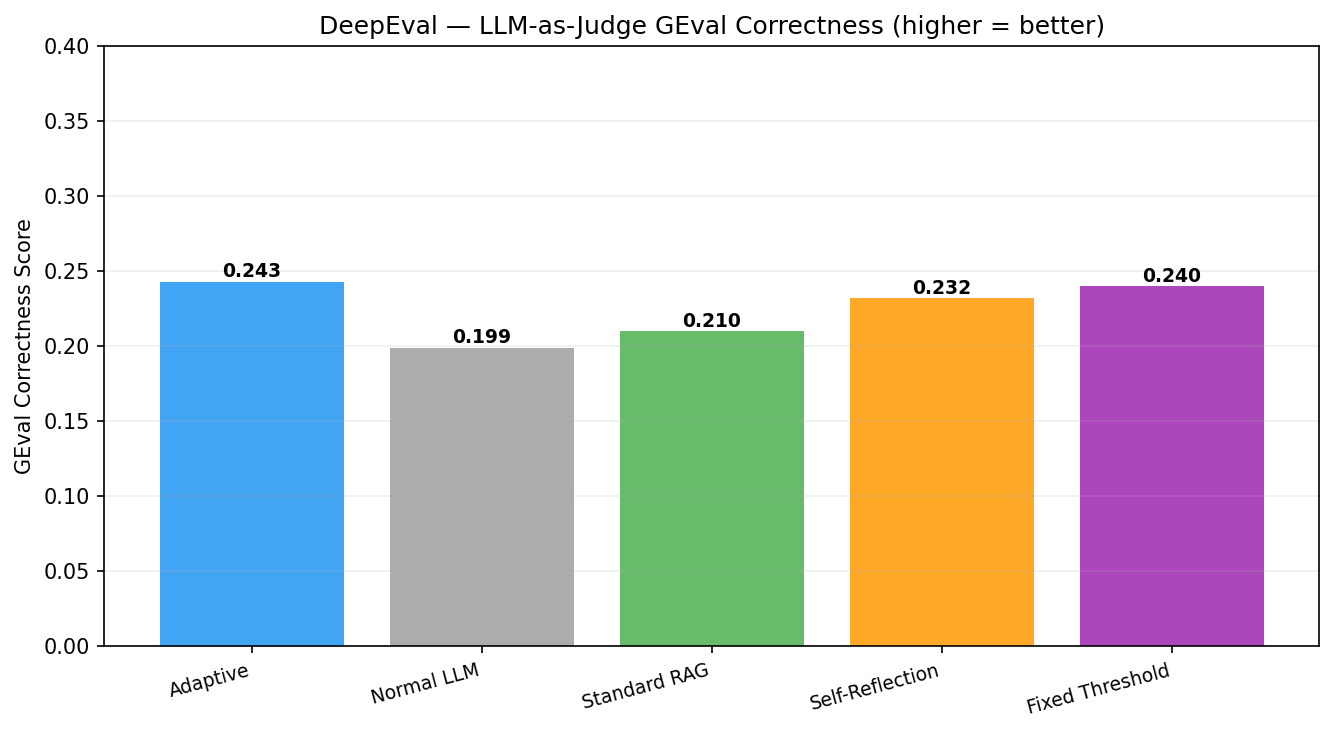 DeepEval — LLM-as-Judge GEval Correctness (higher = better)
GEval Correctness Score
0.40
0.35
0.30
0.25
0.20
0.15
0.10
0.05
0.00
0.243
0.199
0.210
0.232
0.240
Adaptive
Normal LLM
Standard RAG
Self-Reflection
Fixed Threshold